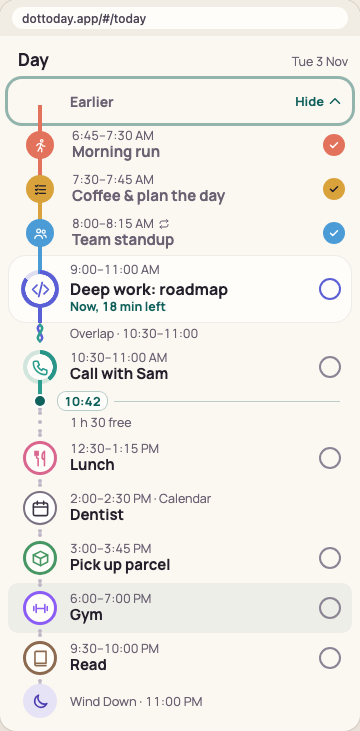 dottoday.app/#/today
Day
Tue 3 Nov
Earlier
Hide
6:45–7:30 AM
Morning run
7:30–7:45 AM
Coffee & plan the day
8:00–8:15 AM
Team standup
9:00–11:00 AM
Deep work: roadmap
Now, 18 min left
Overlap · 10:30–11:00
10:30–11:00 AM
Call with Sam
10:42
1 h 30 free
12:30–1:15 PM
Lunch
2:00–2:30 PM · Calendar
Dentist
3:00–3:45 PM
Pick up parcel
6:00–7:00 PM
Gym
9:30–10:00 PM
Read
Wind Down · 11:00 PM